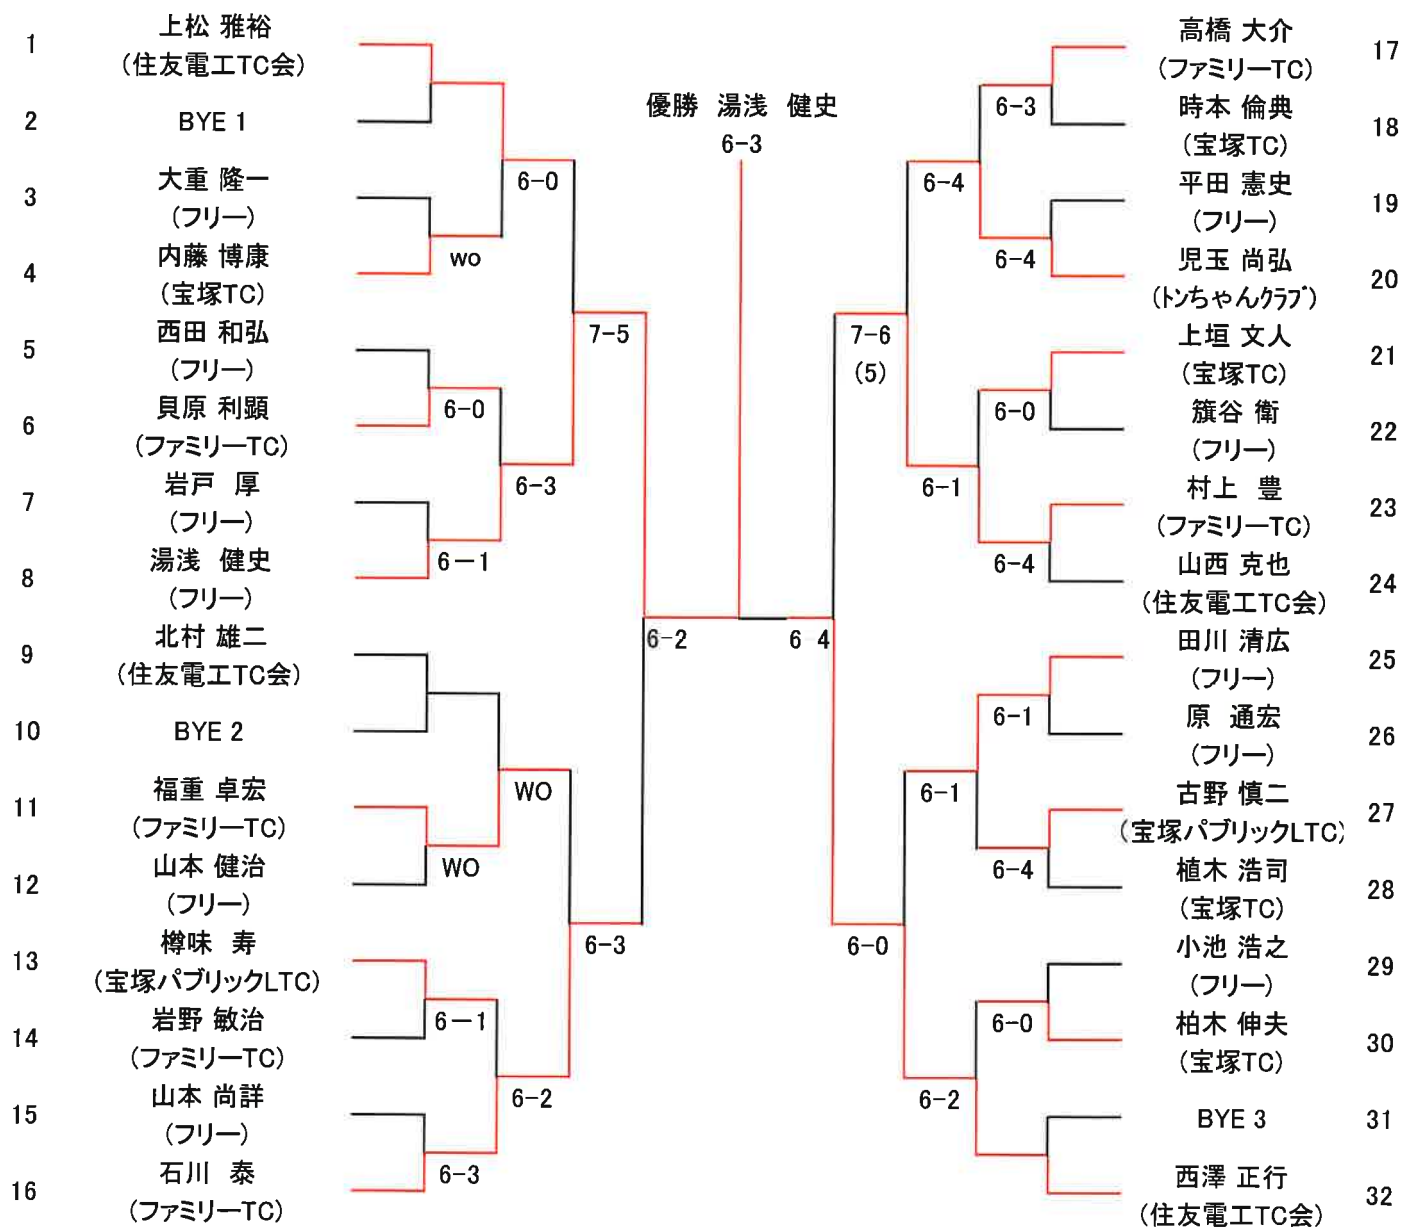 1
上松 雅裕
(住友電工TC会)
2
BYE 1
3
大重 隆一
(フリー)
4
内藤 博康
(宝塚TC)
5
西田 和弘
(フリー)
6
貝原 利顕
(ファミリーTC)
7
岩戸 厚
(フリー)
8
湯浅 健史
(フリー)
9
北村 雄二
(住友電工TC会)
10
BYE 2
11
福重 卓宏
(ファミリーTC)
12
山本 健治
(フリー)
13
樽味 寿
(宝塚パブリックLTC)
14
岩野 敏治
(ファミリーTC)
15
山本 尚詳
(フリー)
16
石川 泰
(ファミリーTC)
wo
6-0
6-1
WO
6-1
6-3
6-0
6-3
WO
6-2
7-5
6-3
6-2
優勝 湯浅 健史
6-3
6 4
7-6
(5)
6-0
6-4
6-1
6-1
6-2
6-3
6-4
6-0
6-4
6-1
6-4
6-0
高橋 大介
(ファミリーTC)
17
時本 倫典
(宝塚TC)
18
平田 憲史
(フリー)
19
児玉 尚弘
(トンちゃんクラブ)
20
上垣 文人
(宝塚TC)
21
籏谷 衛
(フリー)
22
村上 豊
(ファミリーTC)
23
山西 克也
(住友電工TC会)
24
田川 清広
(フリー)
25
原 通宏
(フリー)
26
古野 慎二
(宝塚パブリックLTC)
27
植木 浩司
(宝塚TC)
28
小池 浩之
(フリー)
29
柏木 伸夫
(宝塚TC)
30
BYE 3
31
西澤 正行
(住友電工TC会)
32